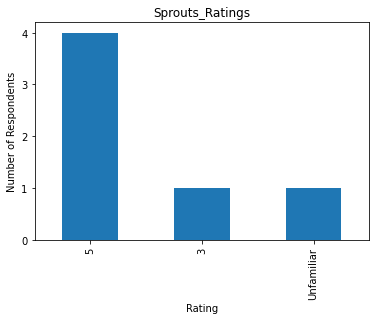 Sprouts_Ratings
Number of Respondents
4
3
2
1
0
5
3
Unfamiliar
Rating